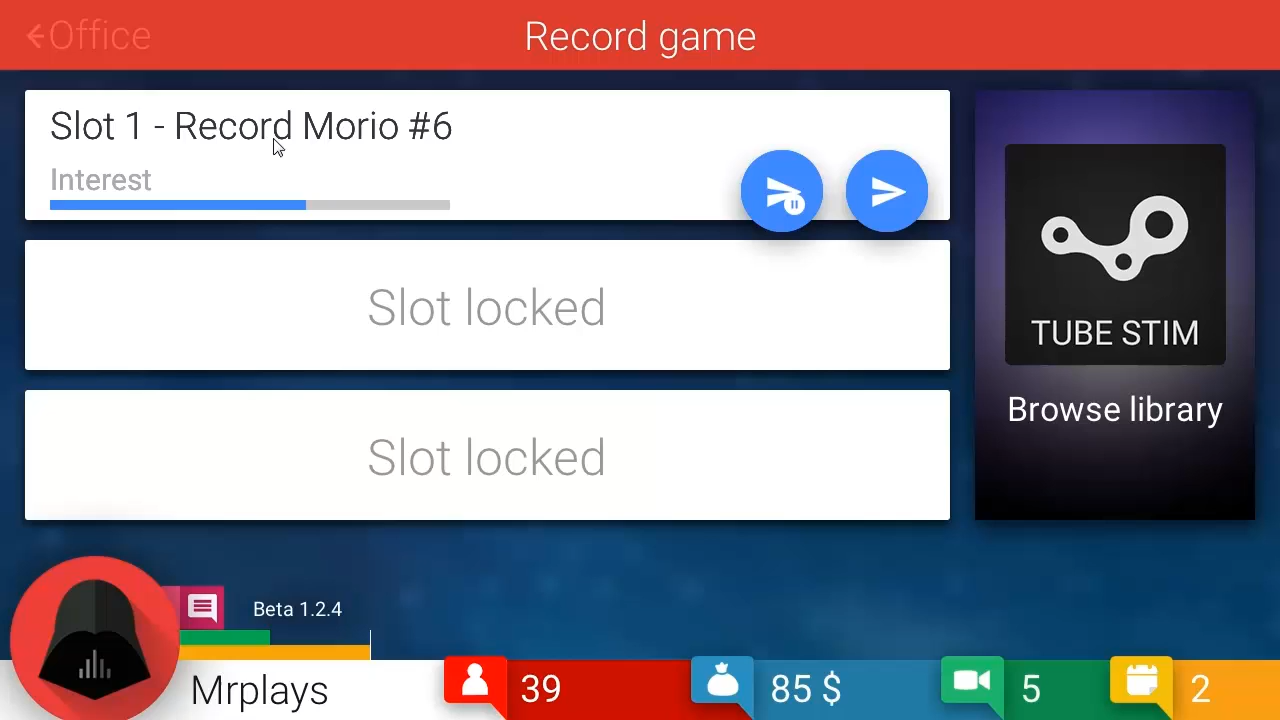 Office
Record game
Slot 1 - Record Morio #6
Interest
Slot locked
Slot locked
TUBE STIM
Browse library
Beta 1.2.4
Mrplays
39
85 $
5
2